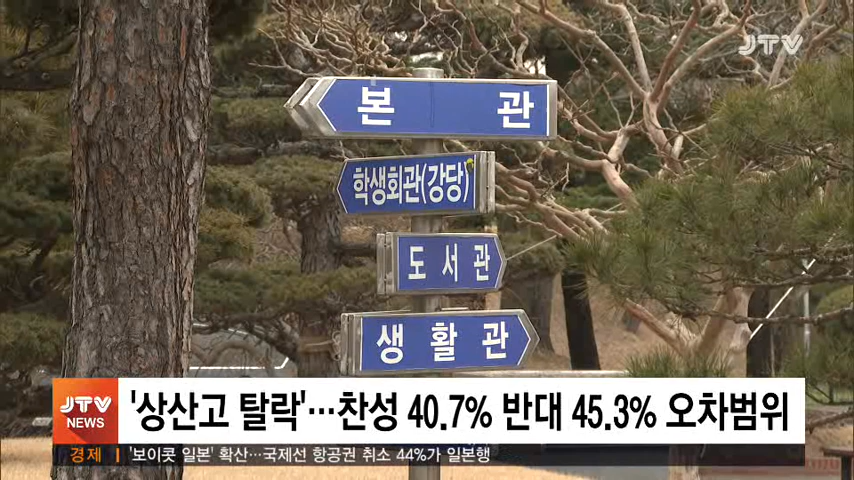 JTV
본 관
학생회관(강당)
도 서 관
생 활 관
JTV NEWS
'상산고 탈락'…찬성 40.7% 반대 45.3% 오차범위
경제 | '보이콧 일본' 확산…국제선 항공권 취소 44%가 일본행